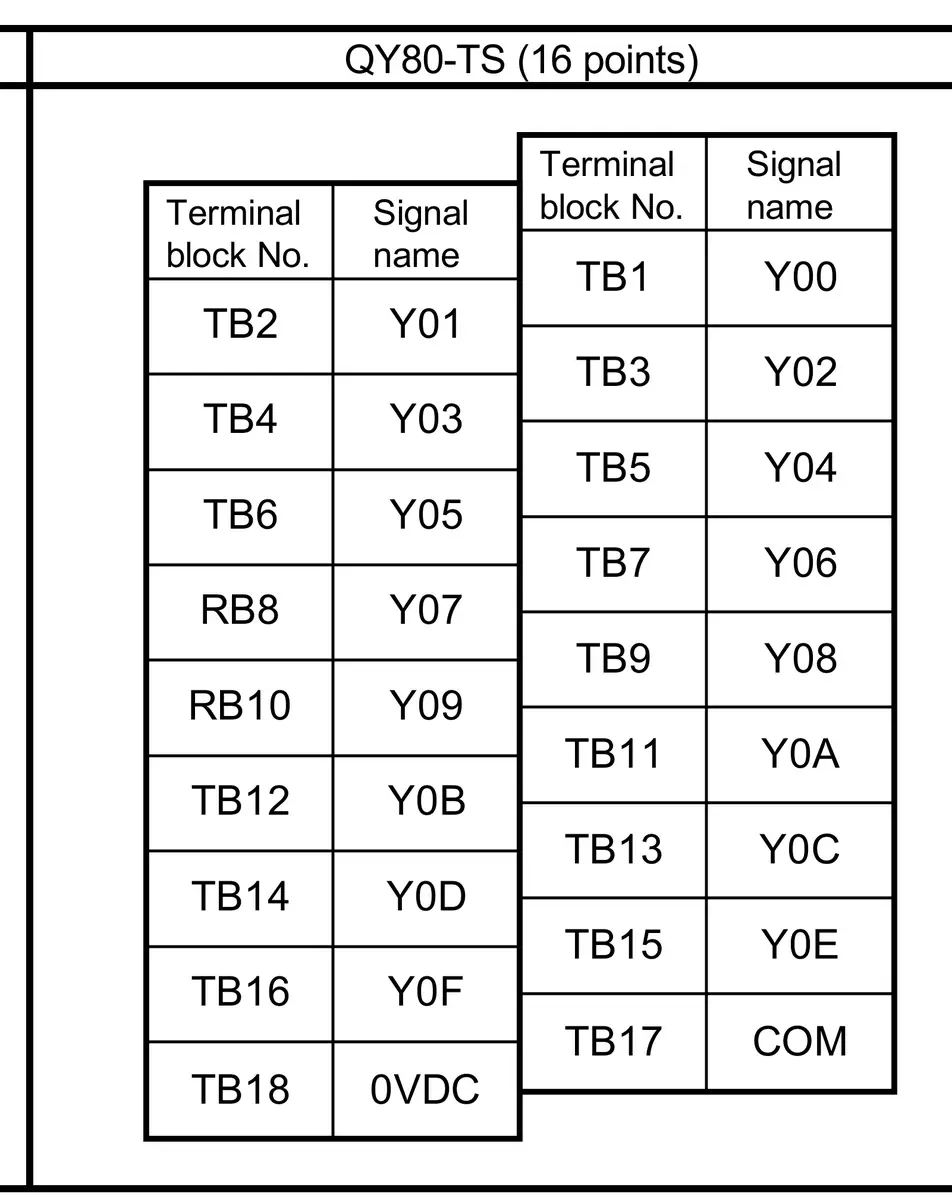 QY80-TS (16 points)
Terminal
block No.
Signal
name
TB2 Y01
TB4 Y03
TB6 Y05
RB8 Y07
RB10 Y09
TB12 Y0B
TB14 Y0D
TB16 Y0F
TB18 0VDC
Terminal
block No.
Signal
name
TB1 Y00
TB3 Y02
TB5 Y04
TB7 Y06
TB9 Y08
TB11 Y0A
TB13 Y0C
TB15 Y0E
TB17 COM